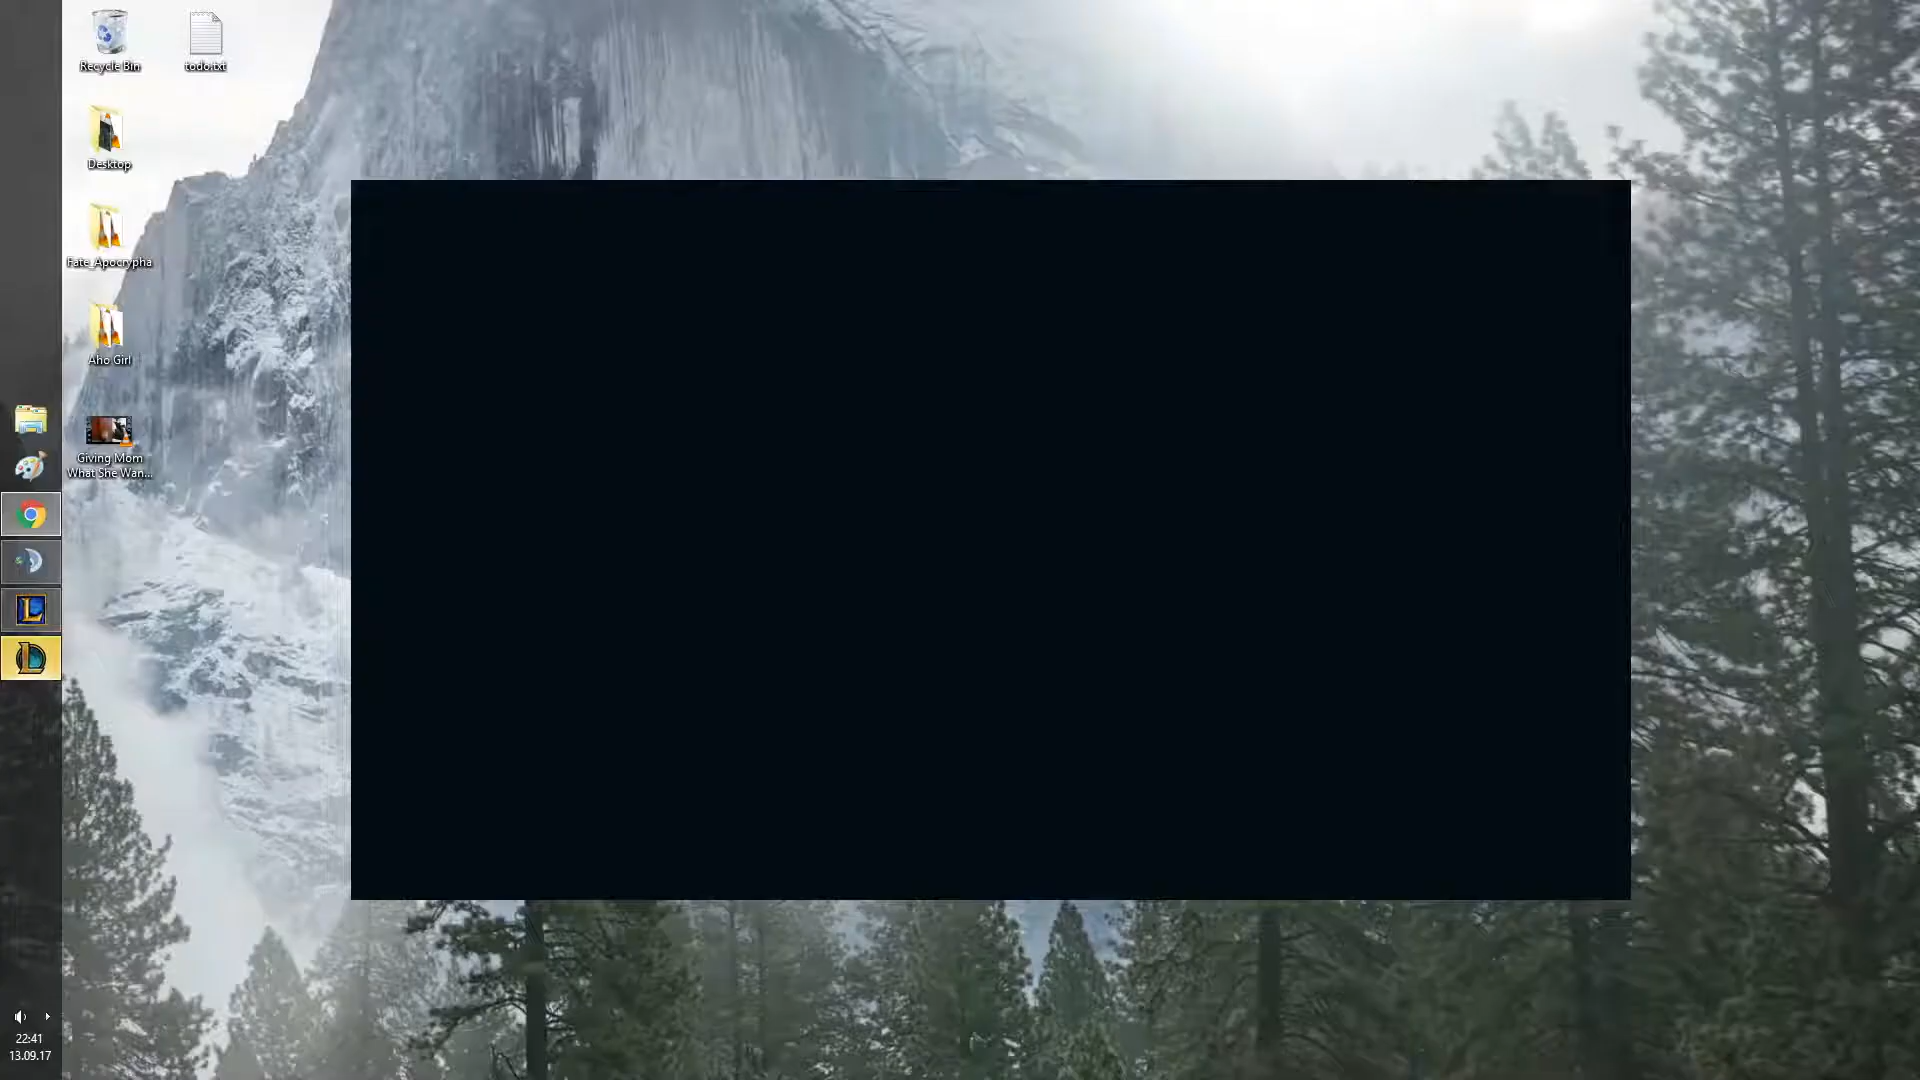 Recycle Bin
todo.txt
Desktop
Fate_Apocrypha
Aho Girl
Giving Mom
What She Wan...
22:41
13.09.17